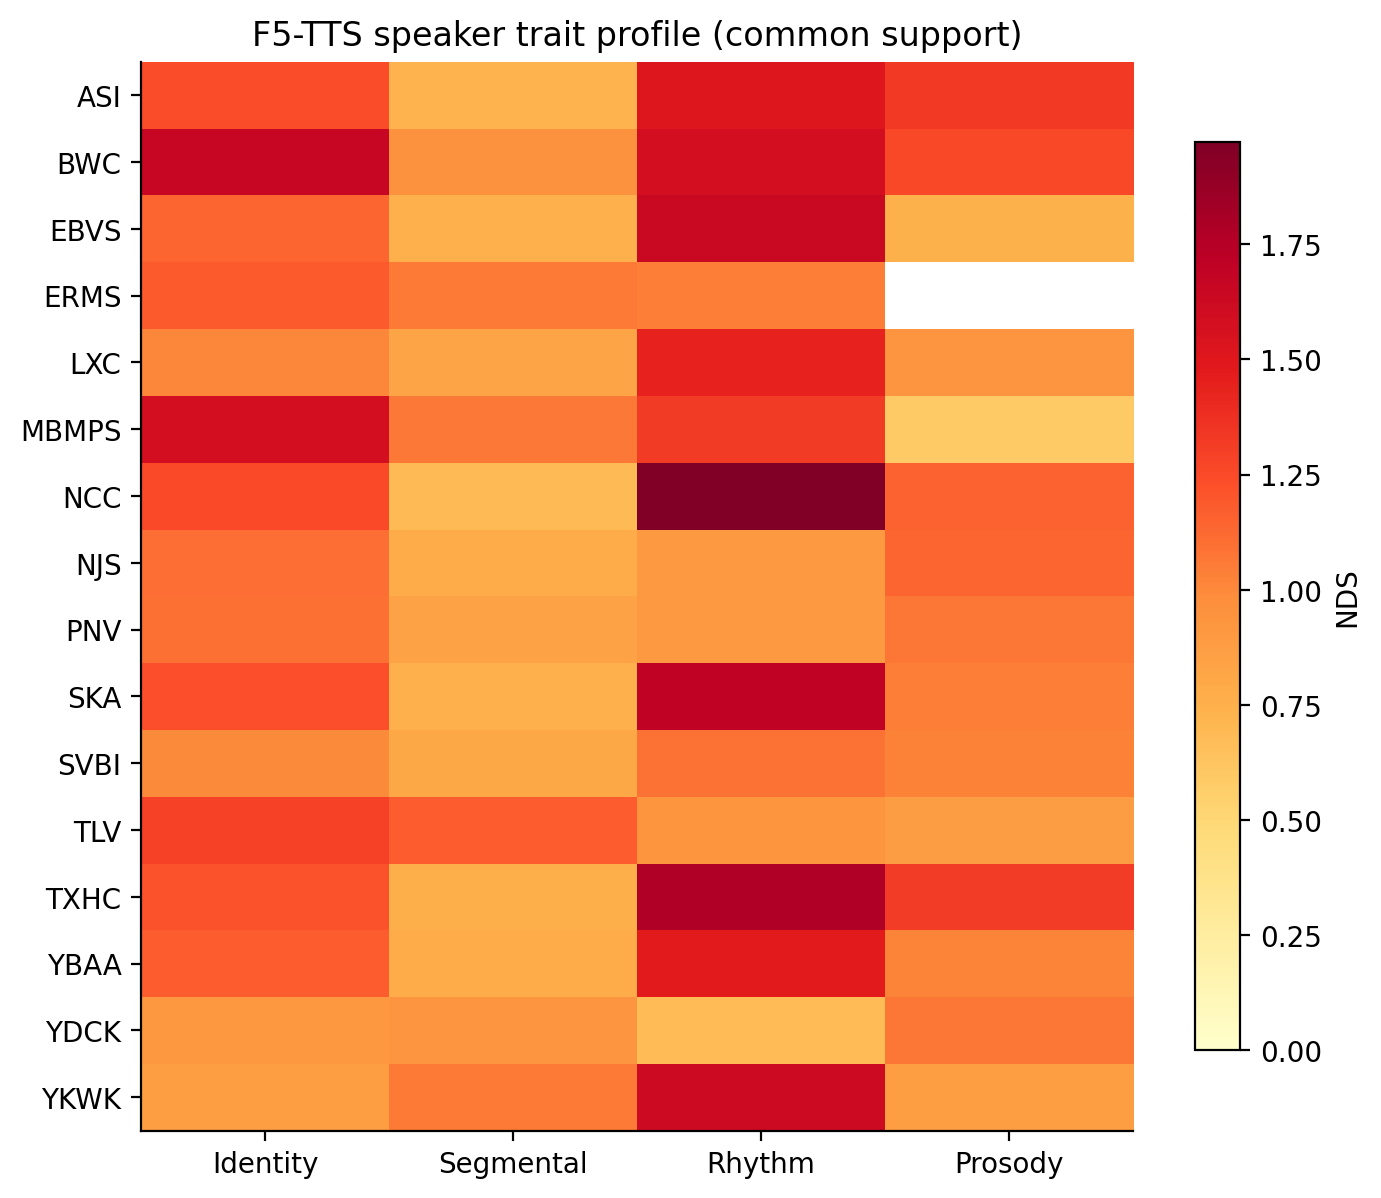 F5-TTS speaker trait profile (common support)
ASI
BWC
EBVS
ERMS
LXC
MBMPS
NCC
NJS
PNV
SKA
SVBI
TLV
TXHC
YBAA
YDCK
YKWK
Identity Segmental Rhythm Prosody
1.75
1.50
1.25
1.00
0.75
0.50
0.25
0.00
NDS